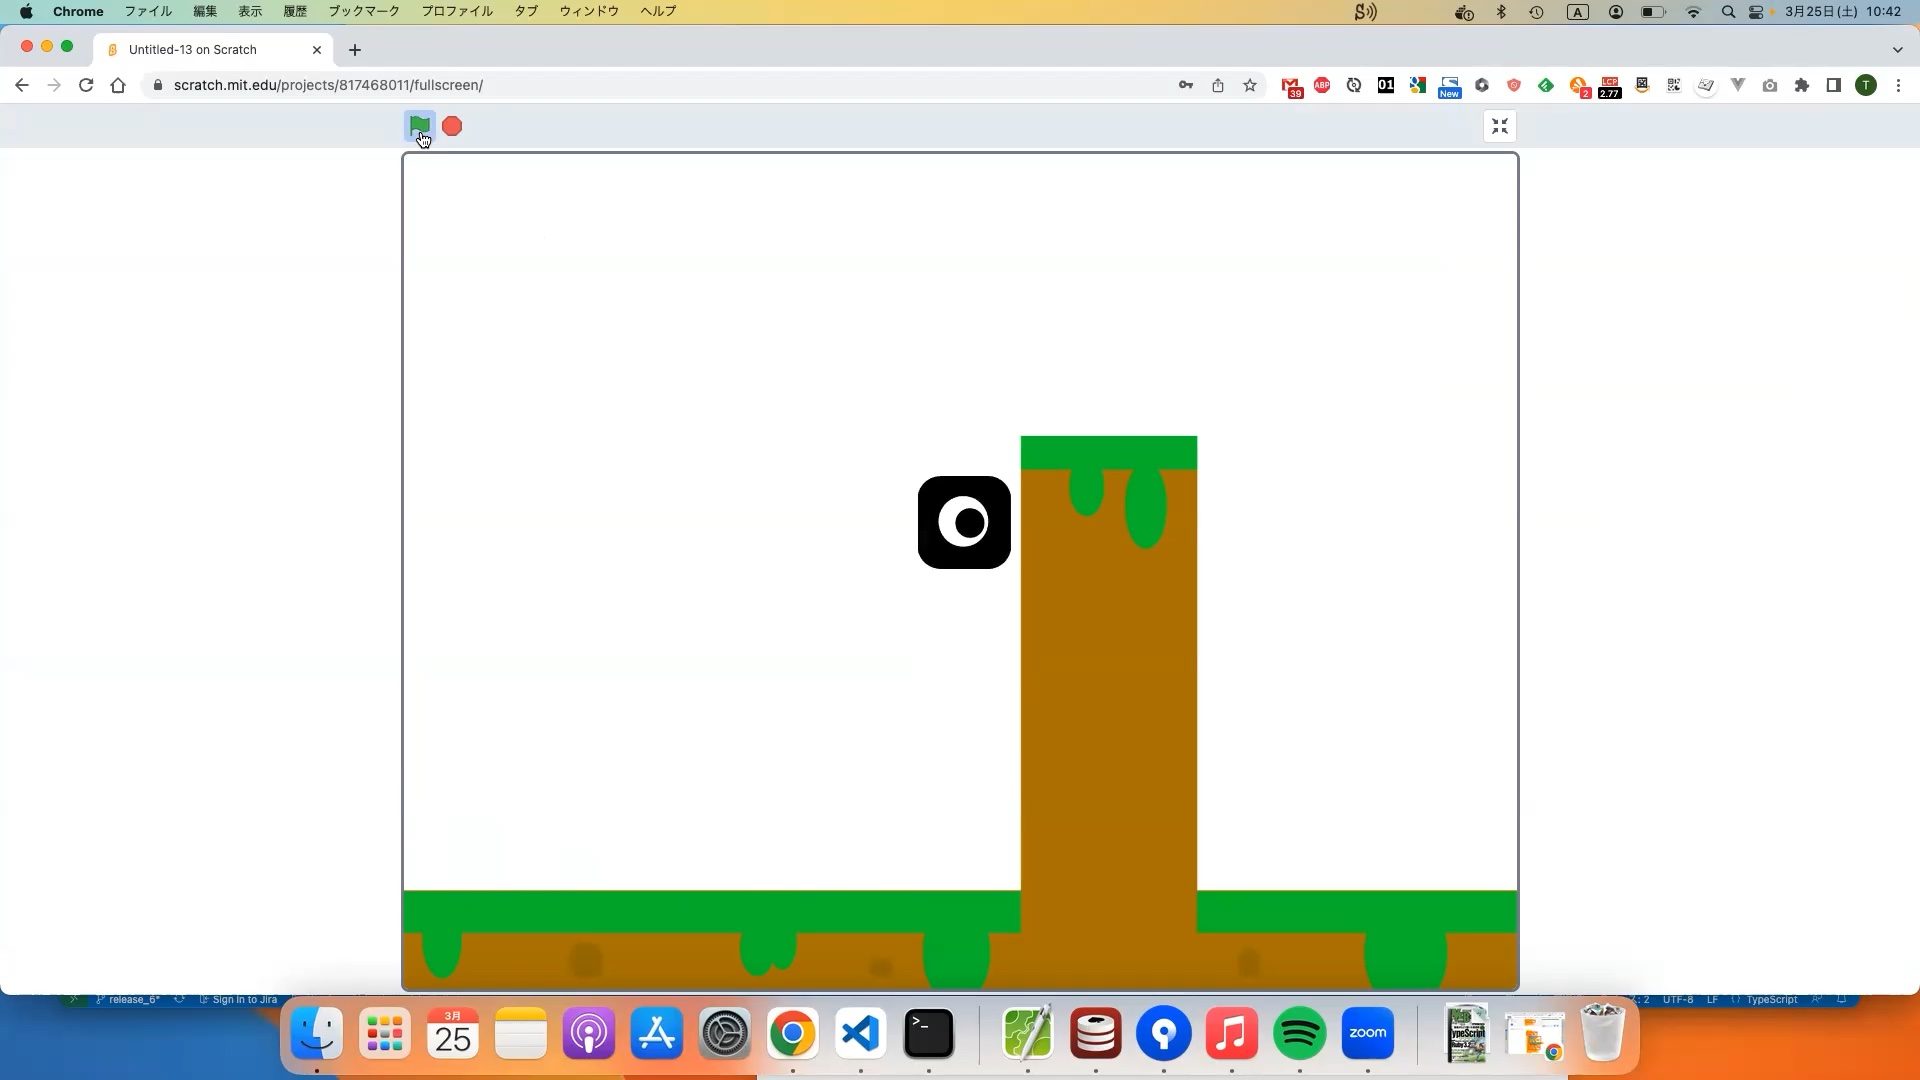 Chrome ファイル 編集 表示 履歴 ブックマーク プロファイル タブ ウィンドウ ヘルプ A 3月25日(土) 10:42
Untitled-13 on Scratch
scratch.mit.edu/projects/817468011/fullscreen/ 39 ABP 01 New 2 LCP 2.77 T
release_6* Sign in to Jira : 2 UTF-8 LF TypeScript
3月
25
zoom
TypeScript